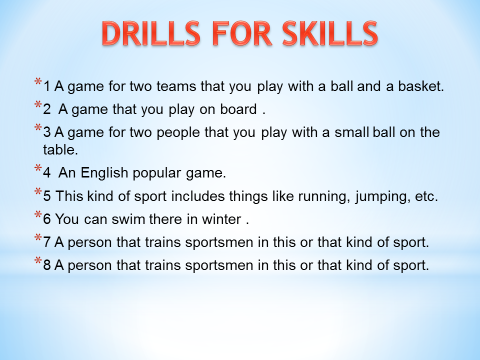 DRILLS FOR SKILLS
*1 A game for two teams that you play with a ball and a basket.
*2 A game that you play on board .
*3 A game for two people that you play with a small ball on the
table.
*4 An English popular game.
*5 This kind of sport includes things like running, jumping, etc.
*6 You can swim there in winter .
*7 A person that trains sportsmen in this or that kind of sport.
*8 A person that trains sportsmen in this or that kind of sport.